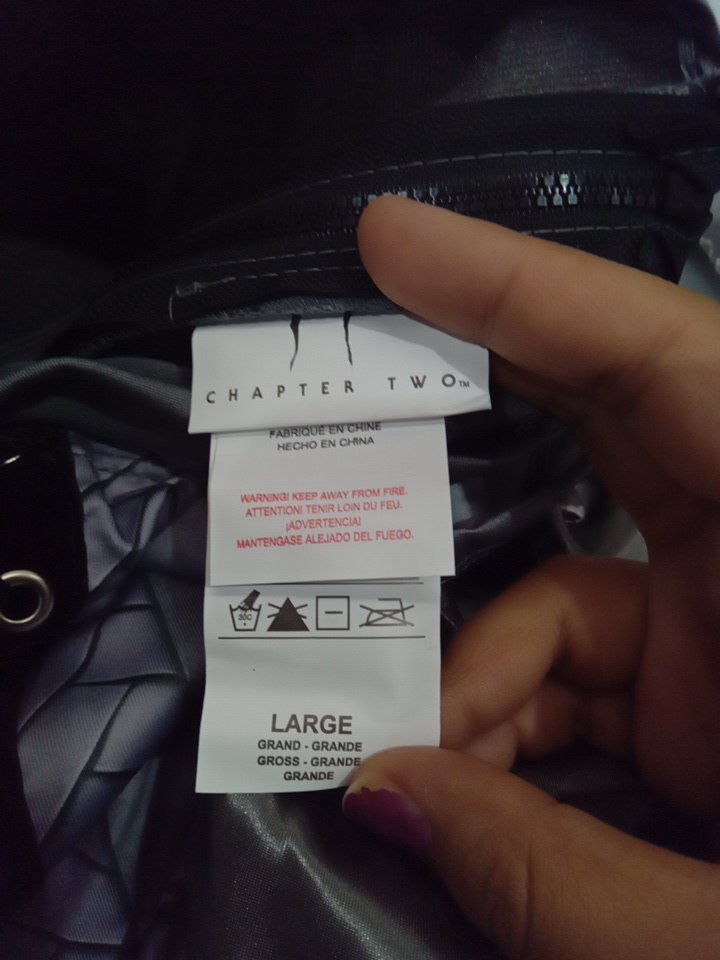 CHAPTER TWO™
FABRIQUÉ EN CHINE
HECHO EN CHINA
WARNING! KEEP AWAY FROM FIRE.
ATTENTION! TENIR LOIN DU FEU.
¡ADVERTENCIA!
MANTENGASE ALEJADO DEL FUEGO.
30C
LARGE
GRAND - GRANDE
GROSS - GRANDE
GRANDE